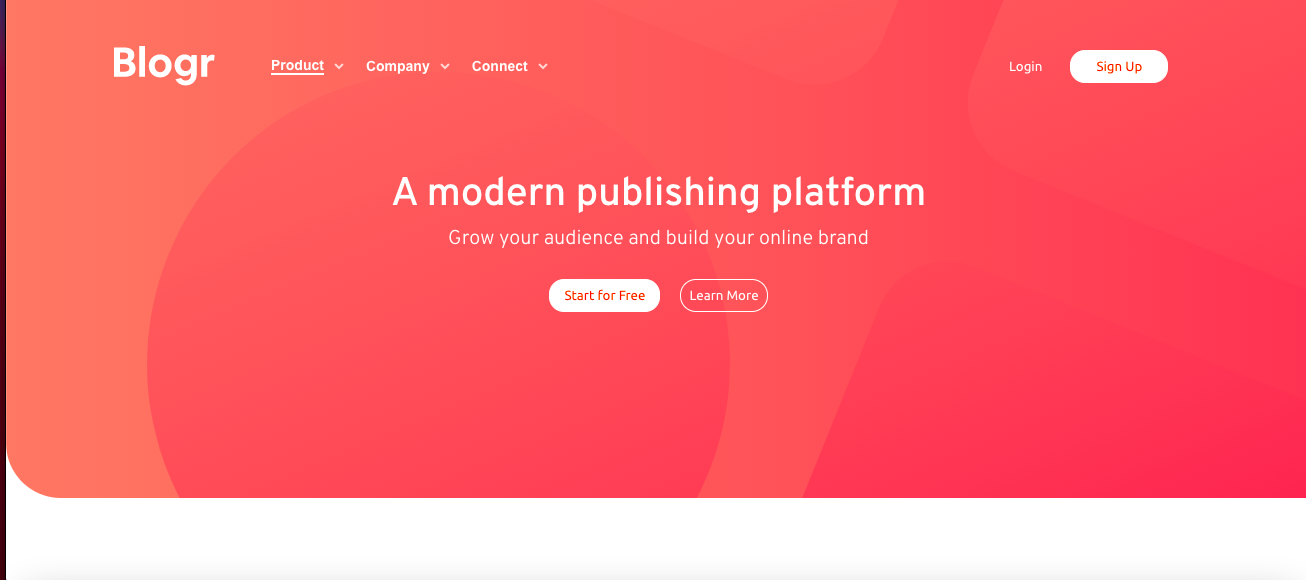 Blogr Product Company Connect Login Sign Up
A modern publishing platform
Grow your audience and build your online brand
Start for Free Learn More